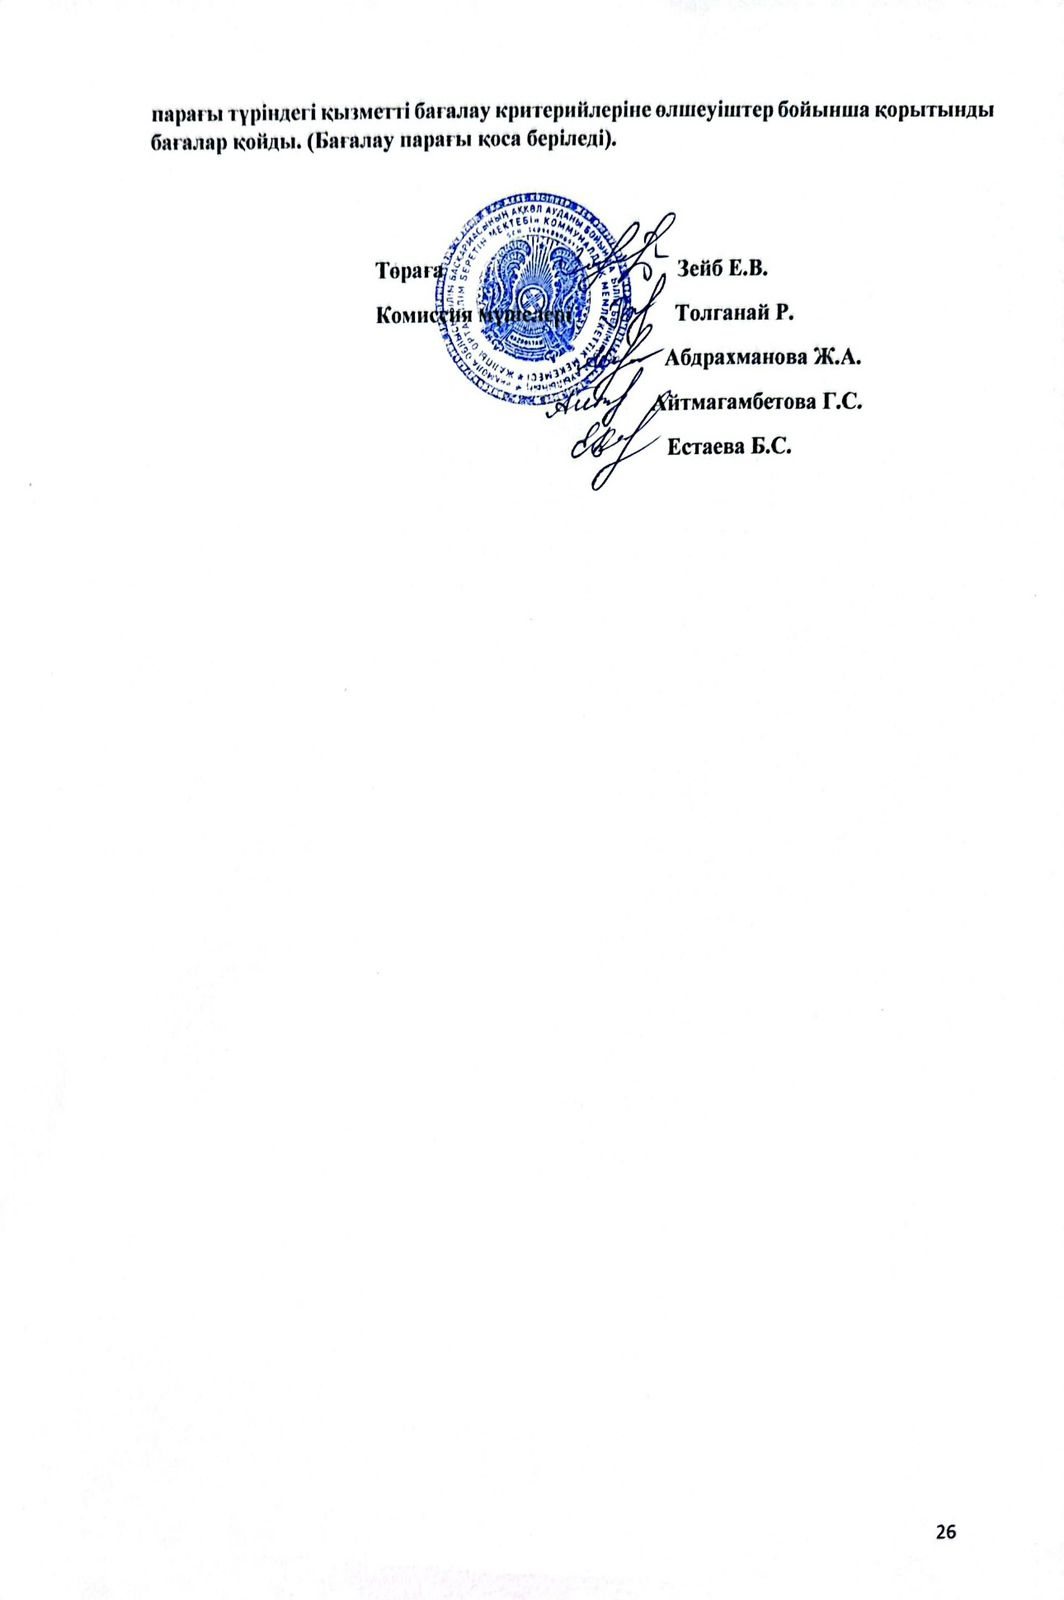 парағы түріндегі қызметті бағалау критерийлеріне өлшеуіштер бойынша қорытынды
бағалар қойды. (Бағалау парағы қоса беріледі).
Төраға Зейб Е.В.
Комиссия мүшелері Толганай Р.
Абдрахманова Ж.А.
Айтмагамбетова Г.С.
Естаева Б.С.
26